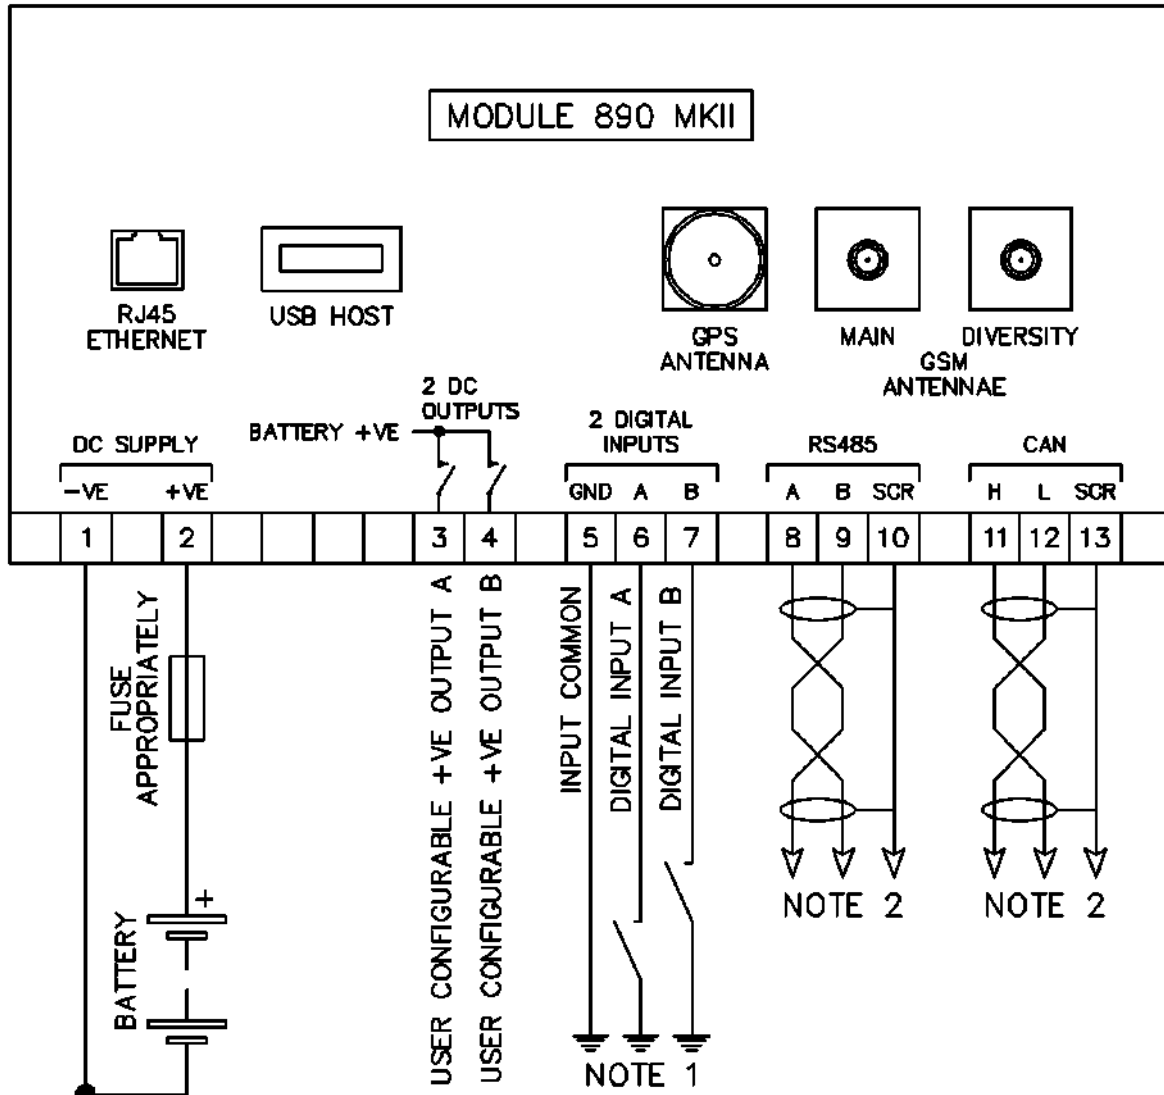 MODULE 890 MKII
RJ45
ETHERNET
USB HOST
GPS
ANTENNA
MAIN
DIVERSITY
GSM
ANTENNAE
2 DC
OUTPUTS
BATTERY +VE
DC SUPPLY
-VE +VE
2 DIGITAL
INPUTS
GND A B
RS485
A B SCR
CAN
H L SCR
1 2 3 4 5 6 7 8 9 10 11 12 13
FUSE
APPROPRIATELY
+
BATTERY
USER CONFIGURABLE +VE OUTPUT A
USER CONFIGURABLE +VE OUTPUT B
INPUT COMMON
DIGITAL INPUT A
DIGITAL INPUT B
NOTE 1
NOTE 2
NOTE 2